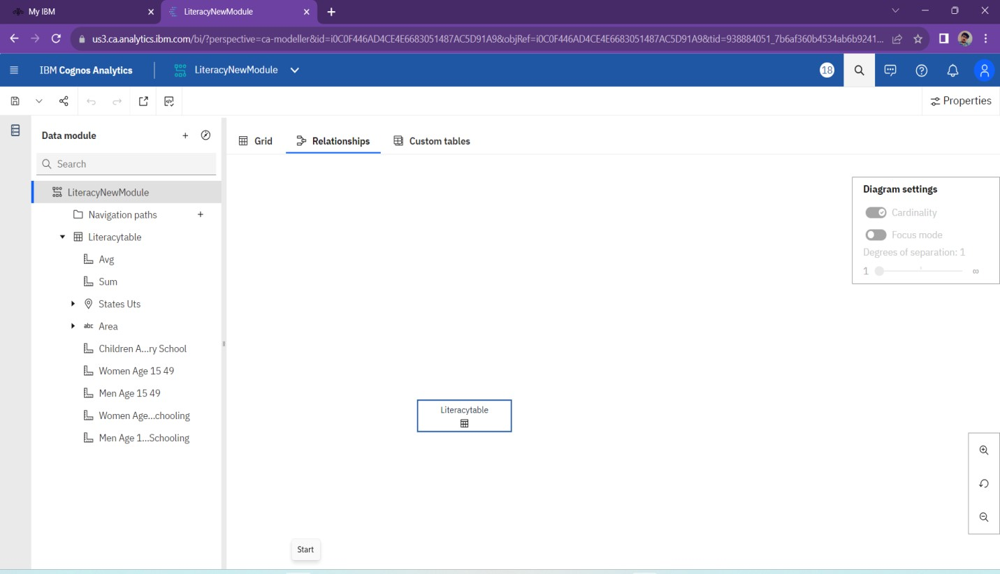 My IBM
LiteracyNewModule
us3.ca.analytics.ibm.com/bi/?perspective=ca-modeller&id=i0C0F446AD4CE4E6683051487AC5D91A9&objRef=i0C0F446AD4CE4E6683051487AC5D91A9&tid=938884051_7b6af360b4534ab6b9241...
IBM Cognos Analytics
LiteracyNewModule
18
Properties
Data module
Search
LiteracyNewModule
Navigation paths
Literacytable
Avg
Sum
States Uts
abc Area
Children A...ry School
Women Age 15 49
Men Age 15 49
Women Age...chooling
Men Age 1...Schooling
Grid
Relationships
Custom tables
Diagram settings
Cardinality
Focus mode
Degrees of separation: 1
1 ∞
Literacytable
Start